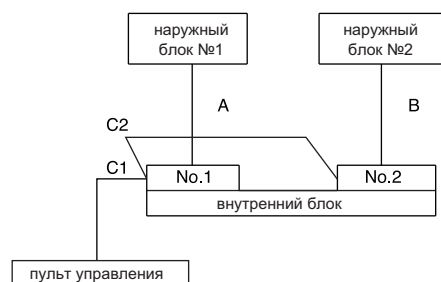 наружный
блок №1
наружный
блок №2
A
B
C2
C1
No.1
No.2
внутренний блок
пульт управления